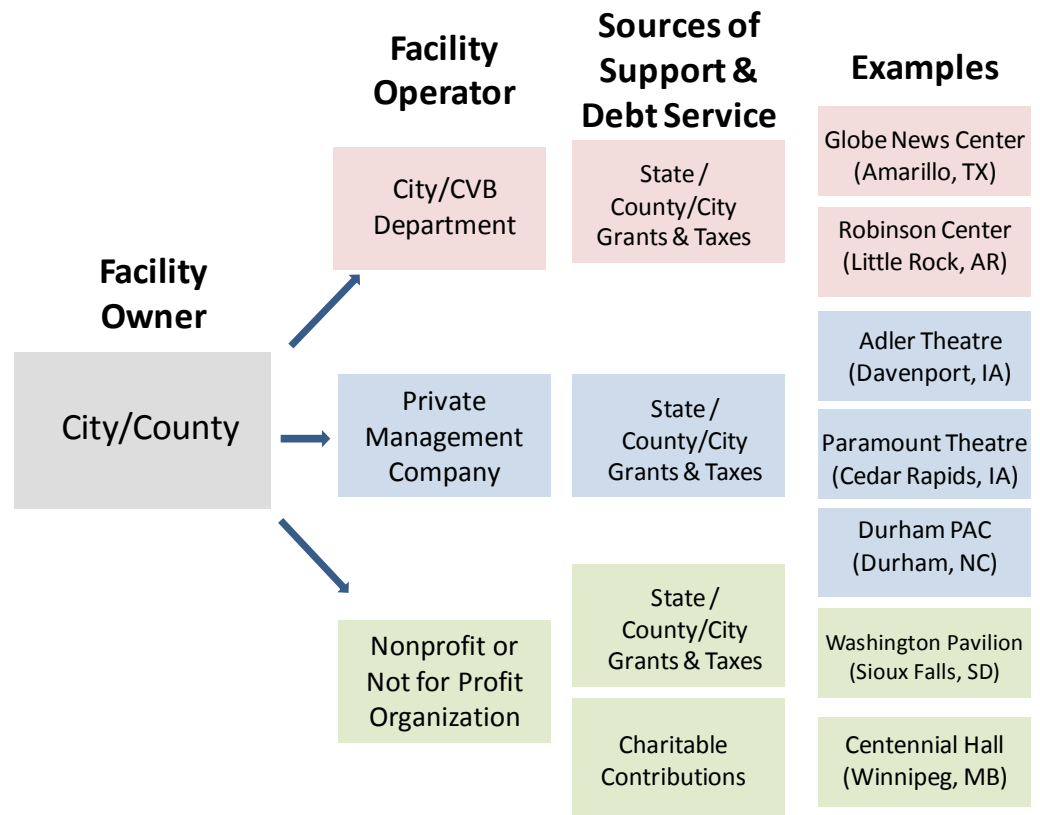 Facility
Operator
Sources of
Support &
Debt Service
Examples
Facility
Owner
City/County
City/CVB
Department
State /
County/City
Grants & Taxes
Globe News Center
(Amarillo, TX)
Robinson Center
(Little Rock, AR)
Private
Management
Company
State /
County/City
Grants & Taxes
Adler Theatre
(Davenport, IA)
Paramount Theatre
(Cedar Rapids, IA)
Durham PAC
(Durham, NC)
Nonprofit or
Not for Profit
Organization
State /
County/City
Grants & Taxes
Charitable
Contributions
Washington Pavilion
(Sioux Falls, SD)
Centennial Hall
(Winnipeg, MB)